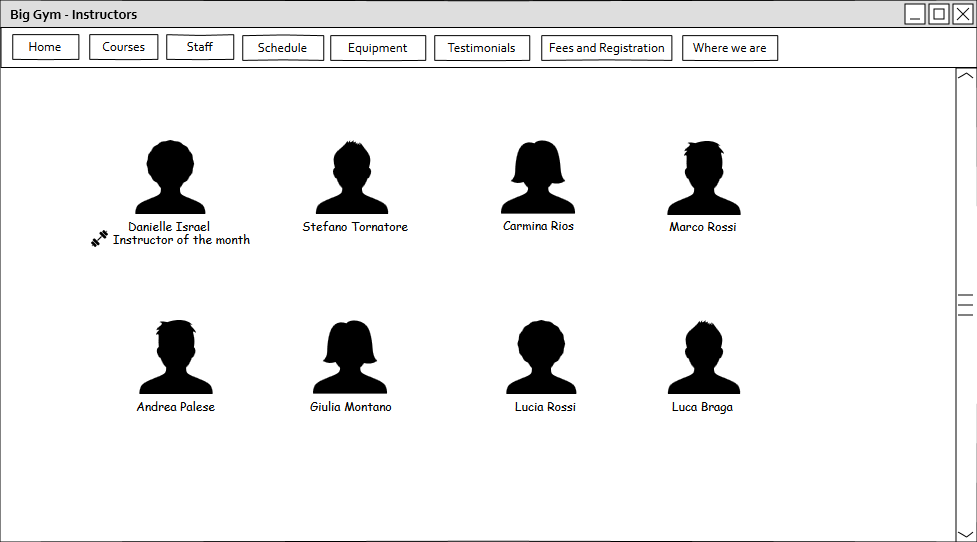 Big Gym - Instructors
Home Courses Staff Schedule Equipment Testimonials Fees and Registration Where we are
Danielle Israel
Instructor of the month
Stefano Tornatore
Carmina Rios
Marco Rossi
Andrea Palese
Giulia Montano
Lucia Rossi
Luca Braga